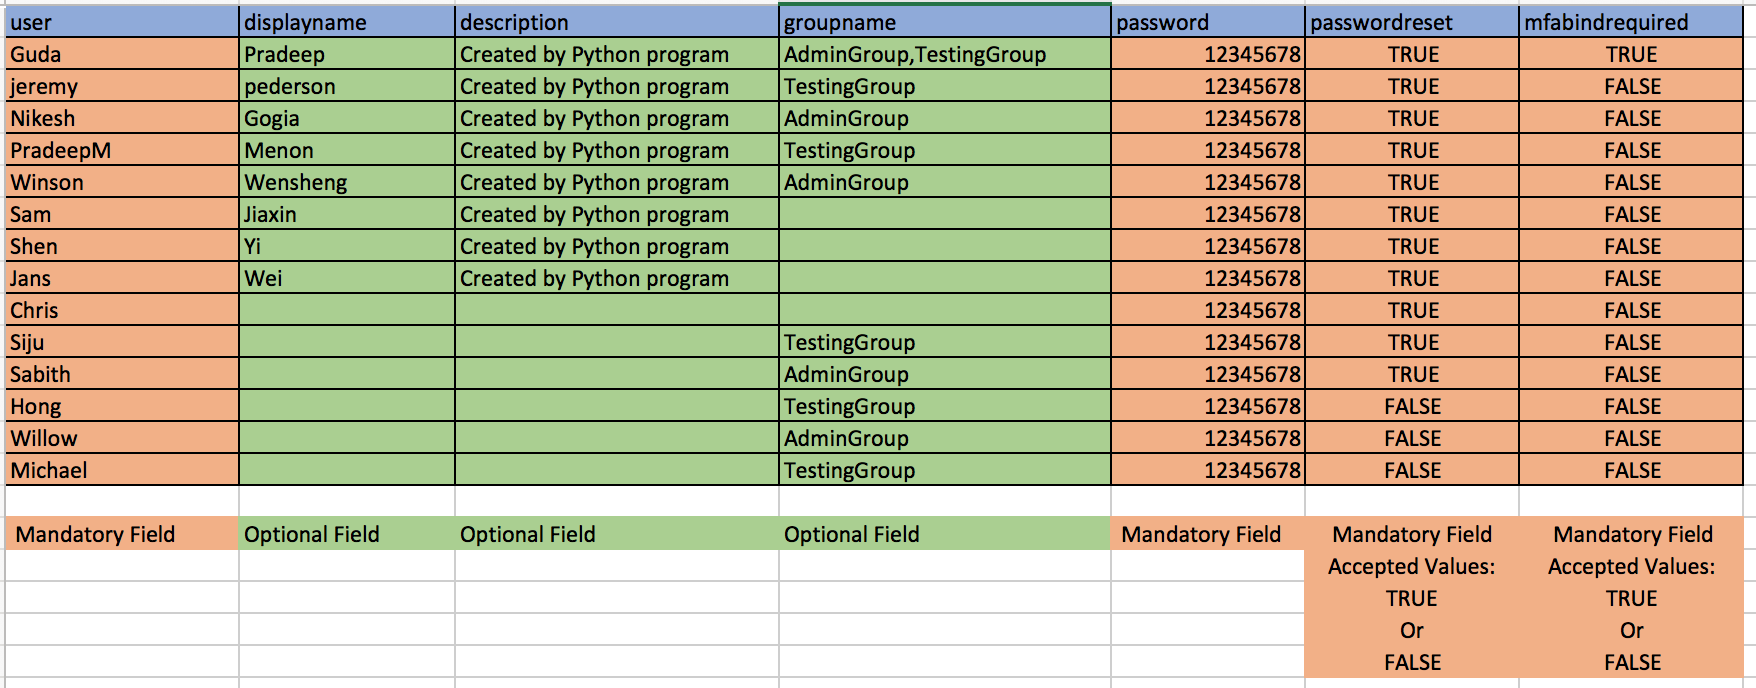 user displayname description groupname password passwordreset mfabindrequired
Guda Pradeep Created by Python program AdminGroup,TestingGroup 12345678 TRUE TRUE
jeremy pederson Created by Python program TestingGroup 12345678 TRUE FALSE
Nikesh Gogia Created by Python program AdminGroup 12345678 TRUE FALSE
PradeepM Menon Created by Python program TestingGroup 12345678 TRUE FALSE
Winson Wensheng Created by Python program AdminGroup 12345678 TRUE FALSE
Sam Jiaxin Created by Python program 12345678 TRUE FALSE
Shen Yi Created by Python program 12345678 TRUE FALSE
Jans Wei Created by Python program 12345678 TRUE FALSE
Chris 12345678 TRUE FALSE
Siju TestingGroup 12345678 TRUE FALSE
Sabith AdminGroup 12345678 TRUE FALSE
Hong TestingGroup 12345678 FALSE FALSE
Willow AdminGroup 12345678 FALSE FALSE
Michael TestingGroup 12345678 FALSE FALSE
Mandatory Field Optional Field Optional Field Optional Field Mandatory Field Mandatory Field Mandatory Field
Accepted Values: Accepted Values:
TRUE TRUE
Or Or
FALSE FALSE